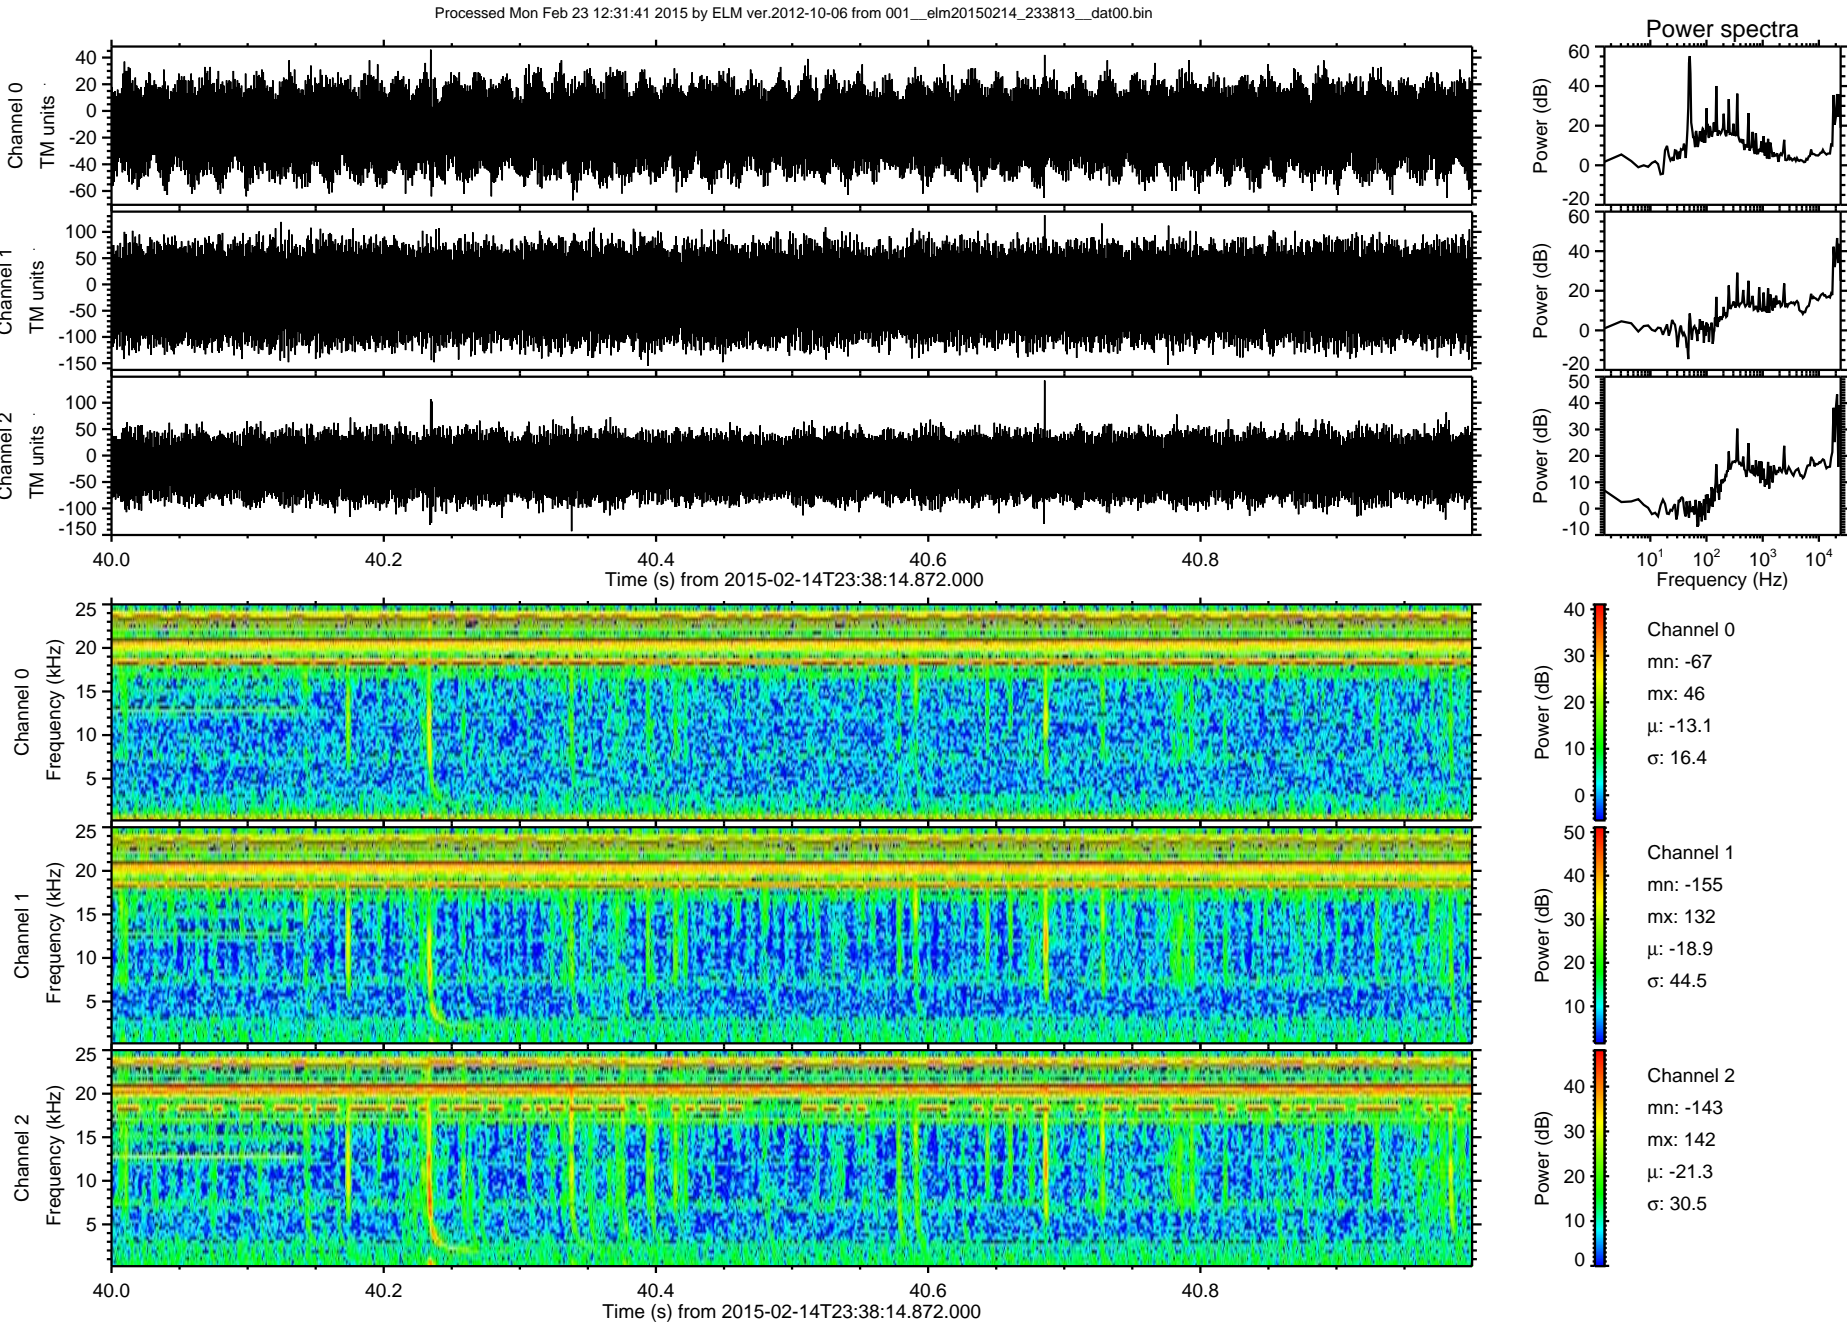 Processed Mon Feb 23 12:31:41 2015 by ELM ver.2012-10-06 from 001__elm20150214_233813__dat00.bin
Power spectra
Channel 0
TM units
40
20
0
-20
-40
-60
Power (dB)
60
40
20
0
-20
Channel 1
TM units
100
50
0
-50
-100
-150
Power (dB)
60
40
20
0
-20
Channel 2
TM units
100
50
0
-50
-100
-150
Power (dB)
50
40
30
20
10
0
-10
40.0 40.2 40.4 40.6 40.8
Time (s) from 2015-02-14T23:38:14.872.000
10¹ 10² 10³ 10⁴
Frequency (Hz)
Channel 0
Frequency (kHz)
25
20
15
10
5
Power (dB)
40
30
20
10
0
Channel 0
mn: -67
mx: 46
μ: -13.1
σ: 16.4
Channel 1
Frequency (kHz)
25
20
15
10
5
Power (dB)
50
40
30
20
10
Channel 1
mn: -155
mx: 132
μ: -18.9
σ: 44.5
Channel 2
Frequency (kHz)
25
20
15
10
5
Power (dB)
40
30
20
10
0
Channel 2
mn: -143
mx: 142
μ: -21.3
σ: 30.5
40.0 40.2 40.4 40.6 40.8
Time (s) from 2015-02-14T23:38:14.872.000